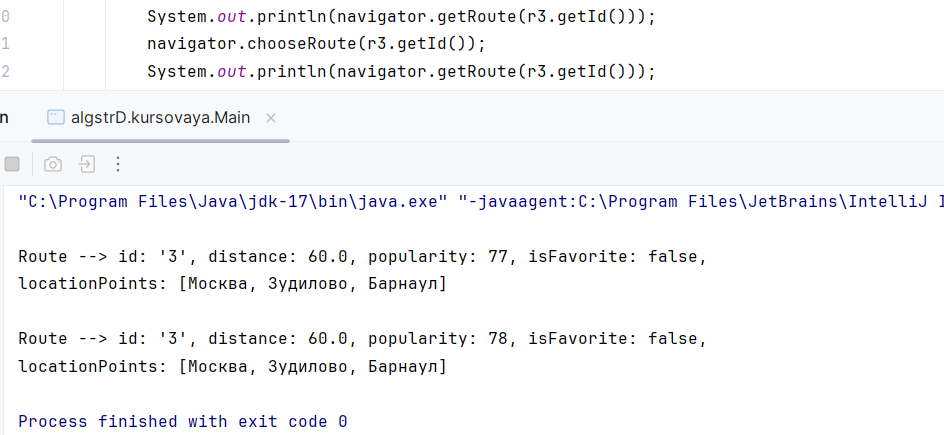 0 System.out.println(navigator.getRoute(r3.getId()));
1 navigator.chooseRoute(r3.getId());
2 System.out.println(navigator.getRoute(r3.getId()));
n algstrD.kursovaya.Main ×
"C:\Program Files\Java\jdk-17\bin\java.exe" "-javaagent:C:\Program Files\JetBrains\IntelliJ I
Route --> id: '3', distance: 60.0, popularity: 77, isFavorite: false,
locationPoints: [Москва, Зудилово, Барнаул]
Route --> id: '3', distance: 60.0, popularity: 78, isFavorite: false,
locationPoints: [Москва, Зудилово, Барнаул]
Process finished with exit code 0